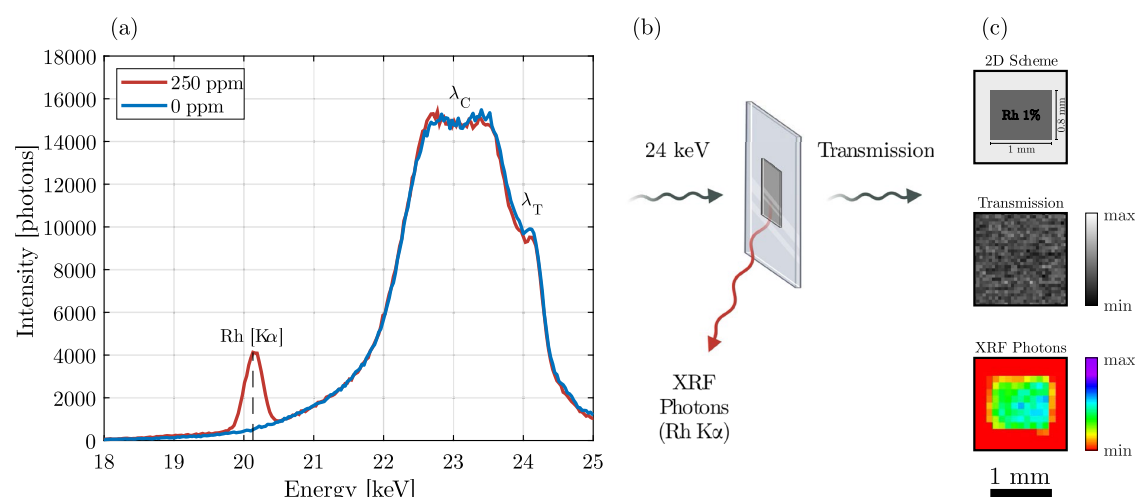 (a)
(b)
(c)
18000
16000
14000
12000
10000
8000
6000
4000
2000
0
18
19
20
21
22
23
24
25
Intensity [photons]
Energy [keV]
250 ppm
0 ppm
λC
λT
Rh [Kα]
24 keV
Transmission
XRF
Photons
(Rh Kα)
2D Scheme
Rh 1%
0.8 mm
1 mm
Transmission
max
min
XRF Photons
max
min
1 mm